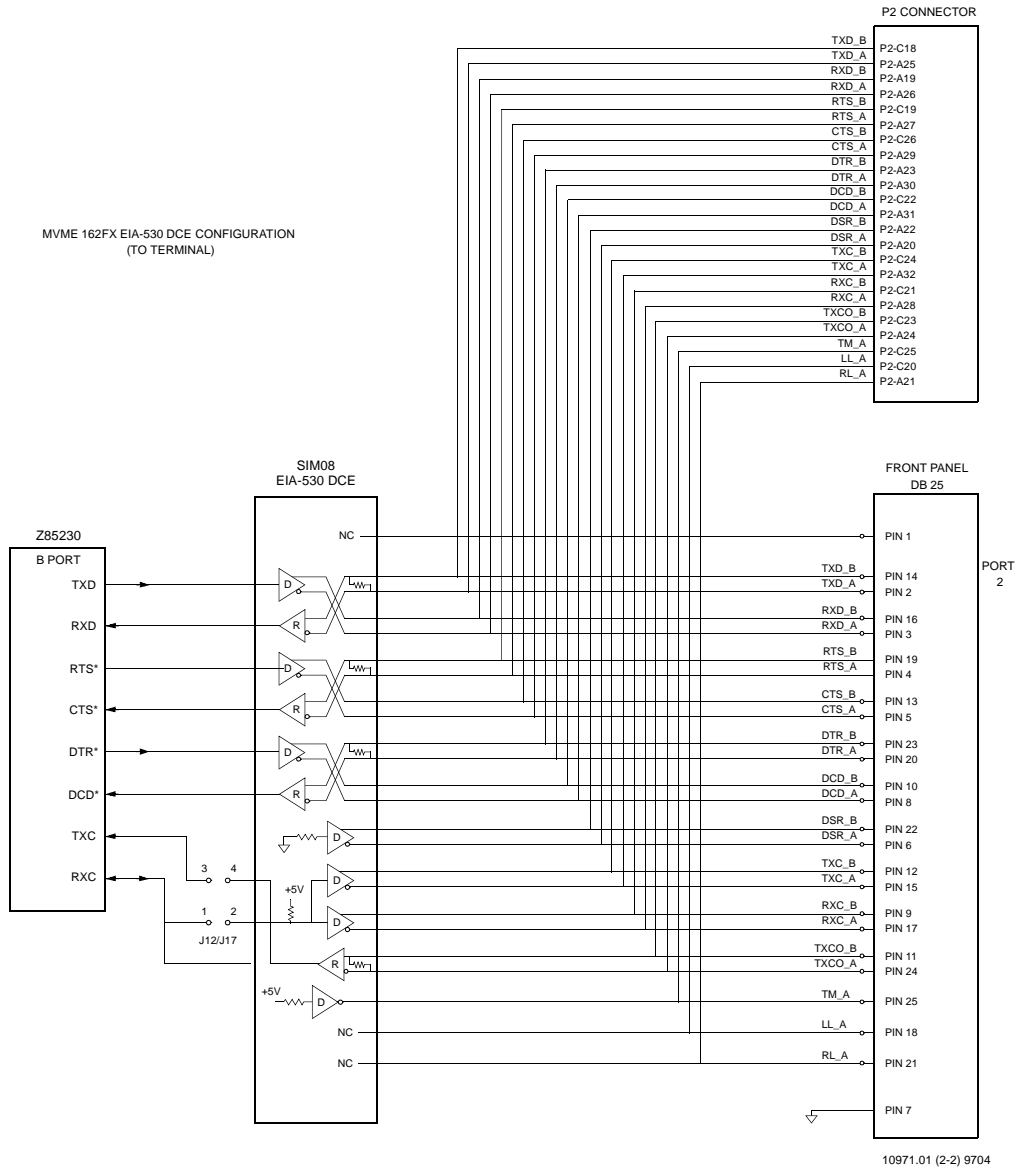 P2 CONNECTOR
TXD_B P2-C18
TXD_A P2-A25
RXD_B P2-A19
RXD_A P2-A26
RTS_B P2-C19
RTS_A P2-A27
CTS_B P2-C26
CTS_A P2-A29
DTR_B P2-A23
DTR_A P2-A30
DCD_B P2-C22
DCD_A P2-A31
DSR_B P2-A22
DSR_A P2-A20
TXC_B P2-C24
TXC_A P2-A32
RXC_B P2-C21
RXC_A P2-A28
TXCO_B P2-C23
TXCO_A P2-A24
TM_A P2-C25
LL_A P2-C20
RL_A P2-A21
MVME 162FX EIA-530 DCE CONFIGURATION
(TO TERMINAL)
SIM08
EIA-530 DCE
FRONT PANEL
DB 25
PORT
2
Z85230
B PORT
TXD
RXD
RTS*
CTS*
DTR*
DCD*
TXC
RXC
3 4
1 2
J12/J17
NC
D
R
D
R
D
R
D
+5V
D
D
R
+5V
D
NC
NC
PIN 1
TXD_B PIN 14
TXD_A PIN 2
RXD_B PIN 16
RXD_A PIN 3
RTS_B PIN 19
RTS_A PIN 4
CTS_B PIN 13
CTS_A PIN 5
DTR_B PIN 23
DTR_A PIN 20
DCD_B PIN 10
DCD_A PIN 8
DSR_B PIN 22
DSR_A PIN 6
TXC_B PIN 12
TXC_A PIN 15
RXC_B PIN 9
RXC_A PIN 17
TXCO_B PIN 11
TXCO_A PIN 24
TM_A PIN 25
LL_A PIN 18
RL_A PIN 21
PIN 7
10971.01 (2-2) 9704